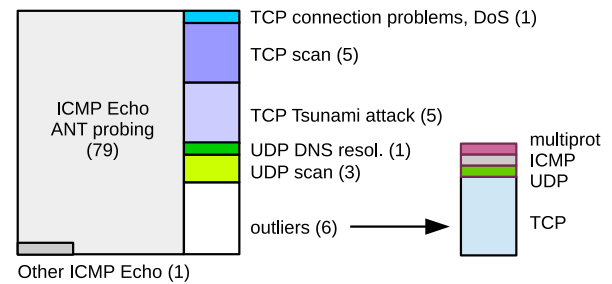 TCP connection problems, DoS (1)
TCP scan (5)
ICMP Echo
ANT probing
(79)
TCP Tsunami attack (5)
UDP DNS resol. (1)
UDP scan (3)
outliers (6)
Other ICMP Echo (1)
multiprot
ICMP
UDP
TCP